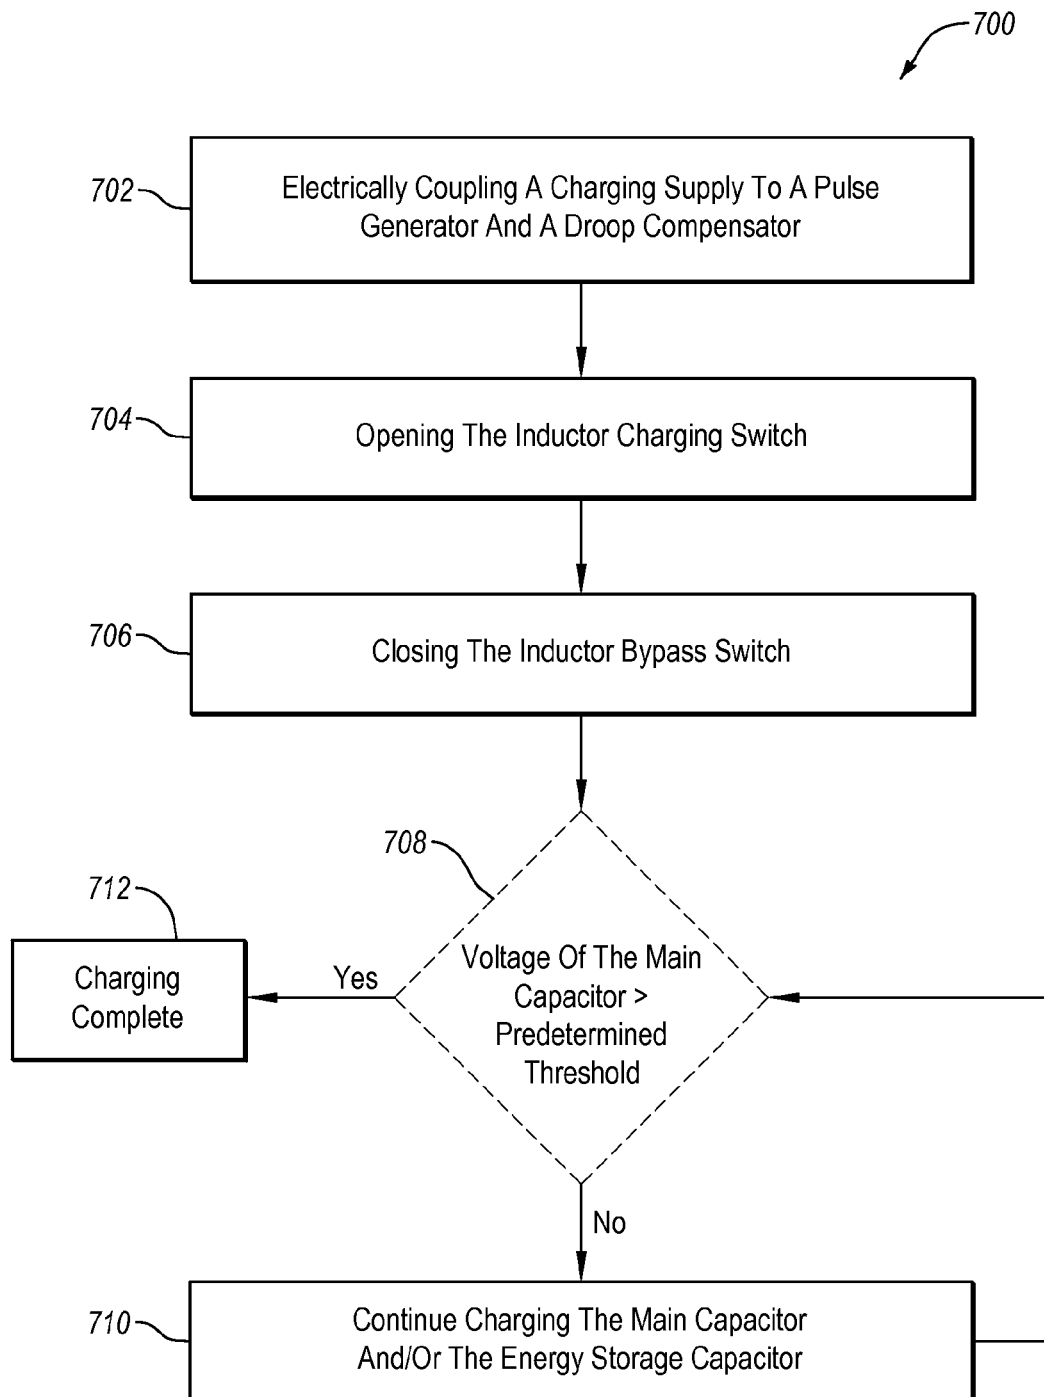 700
702
Electrically Coupling A Charging Supply To A Pulse
Generator And A Droop Compensator
704
Opening The Inductor Charging Switch
706
Closing The Inductor Bypass Switch
708
712
Voltage Of The Main
Capacitor >
Predetermined
Threshold
Yes
Charging
Complete
No
710
Continue Charging The Main Capacitor
And/Or The Energy Storage Capacitor